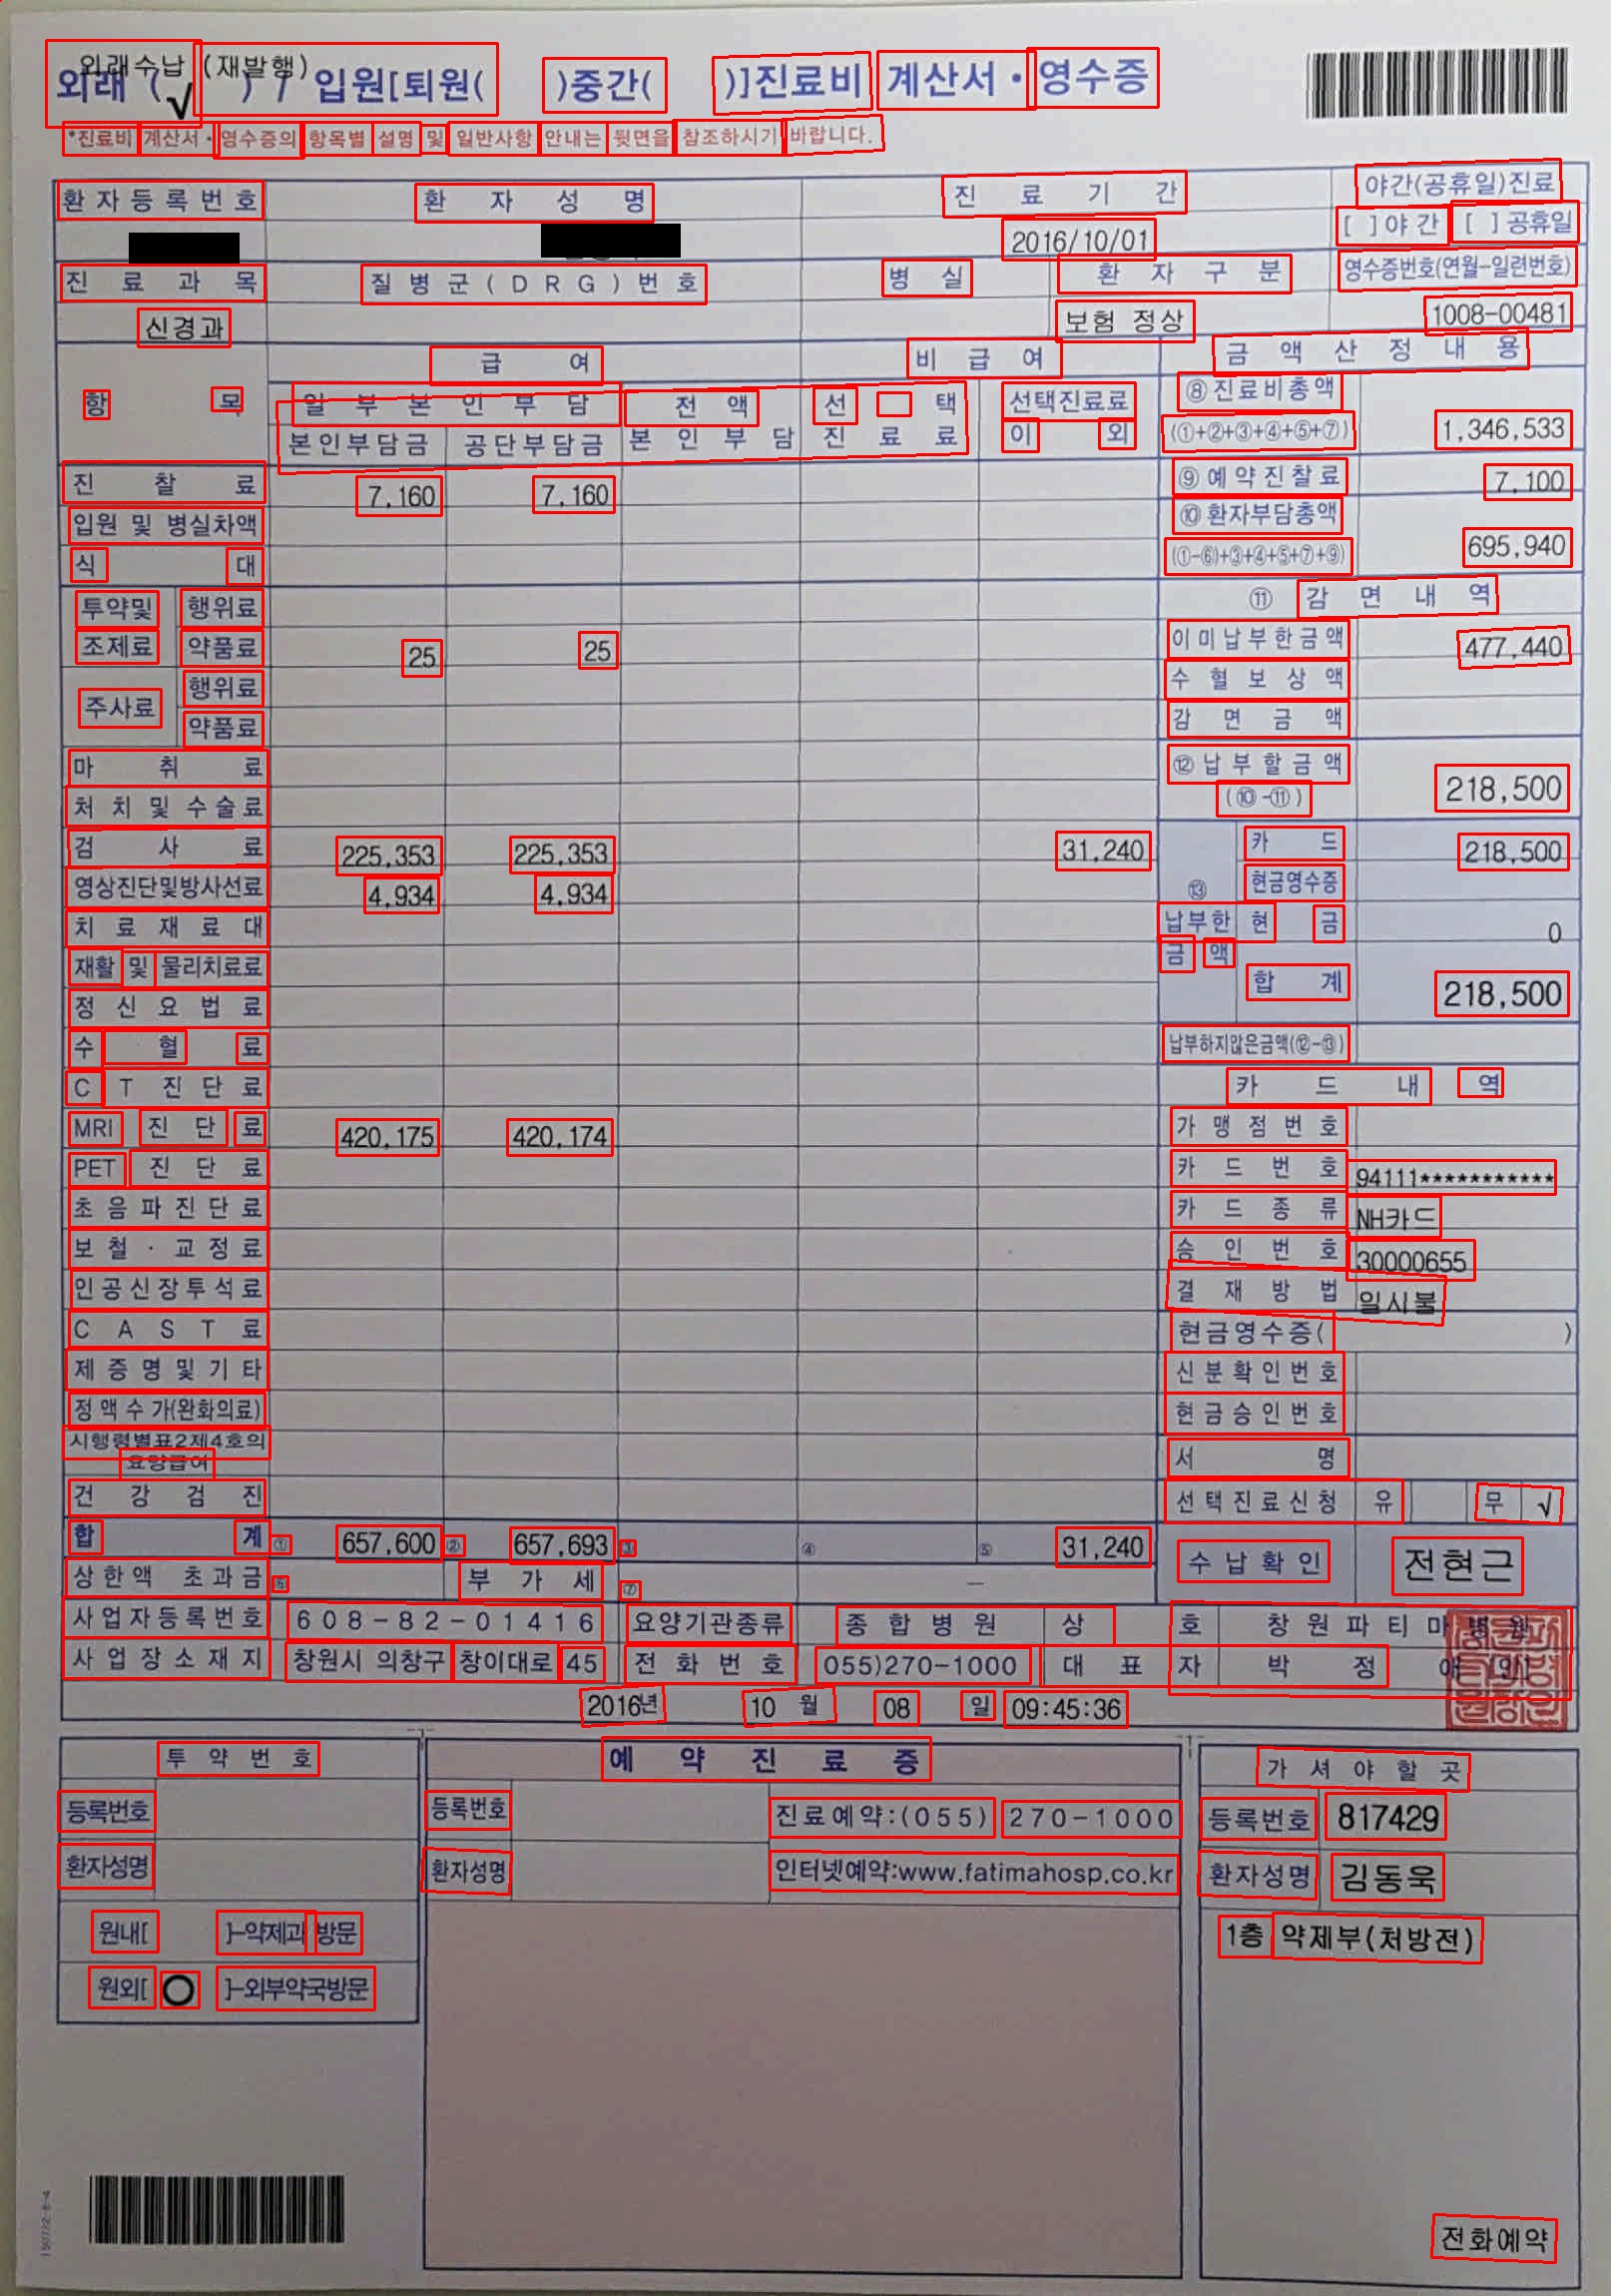 외래수납 (재발행)
외래 (√ ) / 입원[퇴원( )중간( )]진료비 계산서 · 영수증
*진료비 계산서 · 영수증의 항목별 설명 및 일반사항 안내는 뒷면을 참조하시기 바랍니다.
환자등록번호 환자성명 진료기간 야간(공휴일)진료
2016/10/01 [ ]야간 [ ]공휴일
진료과목 질병군(DRG)번호 병실 환자구분 영수증번호(연월-일련번호)
신경과 보험 정상 1008-00481
항목 급여 비급여 금액산정내용
일부본인부담 전액 선택 선택진료료 ⑧진료비총액
본인부담금 공단부담금 본인부담 진료료 이외 (①+②+③+④+⑤+⑦) 1,346,533
진찰료 7,160 7,160 ⑨예약진찰료 7,100
입원 및 병실차액 ⑩환자부담총액
식대 (①-⑥)+③+④+⑤+⑦+⑨) 695,940
투약및 행위료 ⑪ 감면내역
조제료 약품료 25 25 이미납부한금액 477,440
주사료 행위료 수혈보상액
약품료 감면금액
마취료 ⑫납부할금액
처치및수술료 (⑩-⑪) 218,500
검사료 225,353 225,353 31,240 카드 218,500
영상진단및방사선료 4,934 4,934 ⑬ 현금영수증
치료재료대 납부한 현금 0
재활 및 물리치료료 금액
정신요법료 합계 218,500
수혈료 납부하지않은금액(⑫-⑬)
CT진단료 카드내역
MRI 진단료 420,175 420,174 가맹점번호
PET 진단료 카드번호 94111***********
초음파진단료 카드종류 NH카드
보철·교정료 승인번호 30000655
인공신장투석료 결재방법 일시불
CAST료 현금영수증( )
제증명및기타 신분확인번호
정액수가(완화의료) 현금승인번호
시행령별표2제4호의
요양급여 서명
건강검진 선택진료신청 유 무 √
합계 ① 657,600 ② 657,693 ③ ④ ⑤ 31,240 수납확인 전현근
상한액 초과금 ⑥ 부가세 ⑦ –
사업자등록번호 608-82-01416 요양기관종류 종합병원 상호 창원파티마병원
사업장소재지 창원시 의창구 창이대로 45 전화번호 055)270-1000 대표자 박정애
2016년 10월 08일 09:45:36
투약번호 예약진료증 가셔야할곳
등록번호 등록번호 진료예약:(055) 270-1000 등록번호 817429
환자성명 환자성명 인터넷예약:www.fatimahosp.co.kr 환자성명 김동욱
원내[ ]-약제과 방문 1층 약제부(처방전)
원외[ ○ ]-외부약국방문
전화예약